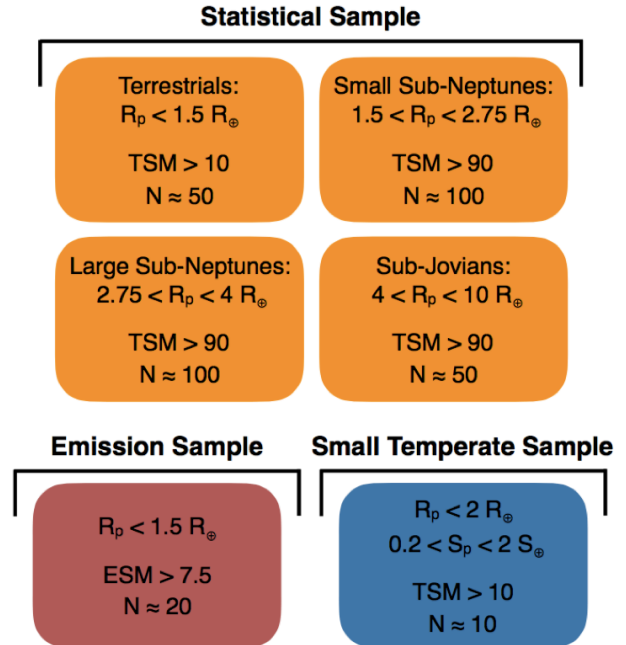 Statistical Sample
Terrestrials:
Rₚ < 1.5 R⊕
TSM > 10
N ≈ 50
Small Sub-Neptunes:
1.5 < Rₚ < 2.75 R⊕
TSM > 90
N ≈ 100
Large Sub-Neptunes:
2.75 < Rₚ < 4 R⊕
TSM > 90
N ≈ 100
Sub-Jovians:
4 < Rₚ < 10 R⊕
TSM > 90
N ≈ 50
Emission Sample
Rₚ < 1.5 R⊕
ESM > 7.5
N ≈ 20
Small Temperate Sample
Rₚ < 2 R⊕
0.2 < Sₚ < 2 S⊕
TSM > 10
N ≈ 10